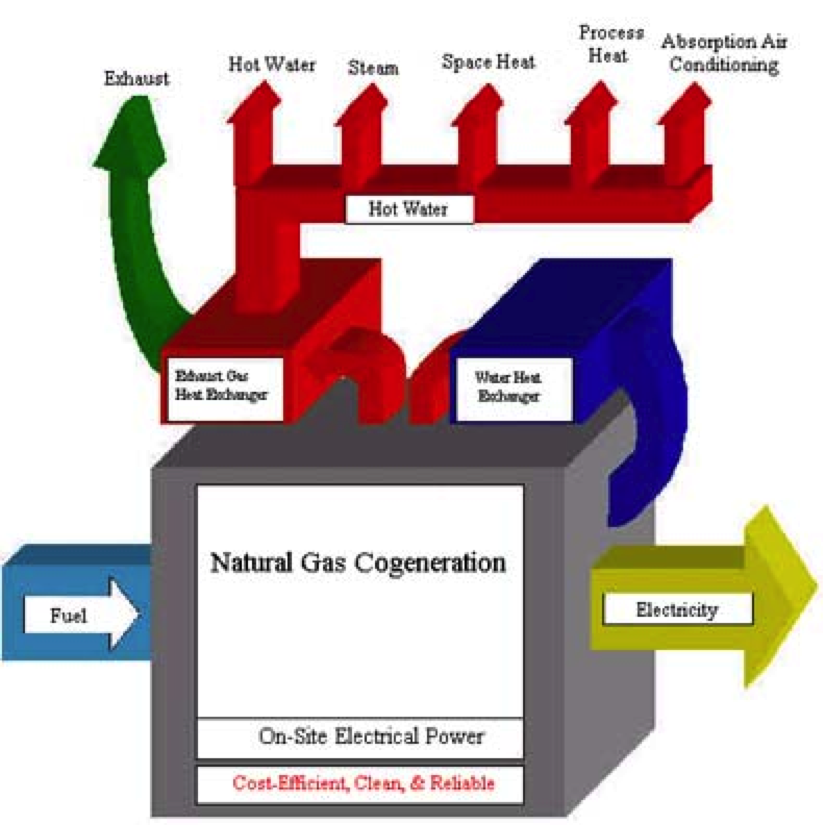 Process
Heat
Absorption Air
Conditioning
Hot Water
Steam
Space Heat
Exhaust
Hot Water
Exhaust Gas
Heat Exchanger
Water Heat
Exchanger
Natural Gas Cogeneration
Fuel
Electricity
On-Site Electrical Power
Cost-Efficient, Clean, & Reliable